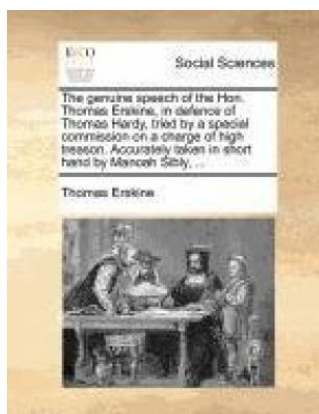 ECCO
Social Sciences
The genuine speech of the Hon.
Thomas Erskine, in defence of
Thomas Hardy, tried by a special
commission on a charge of high
treason. Accurately taken in short
hand by Manoah Sibly, ...
Thomas Erskine